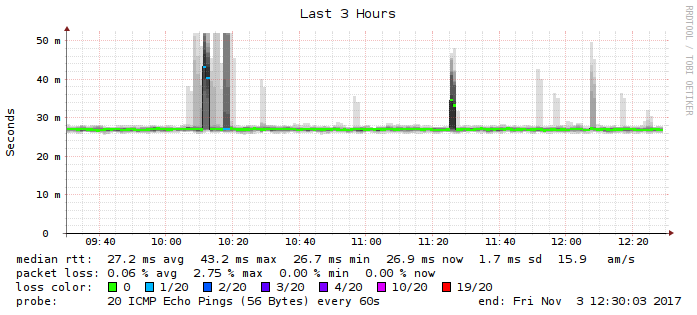 Last 3 Hours
RRDTOOL / TOBI OETIKER
Seconds
50 m
40 m
30 m
20 m
10 m
0
09:40 10:00 10:20 10:40 11:00 11:20 11:40 12:00 12:20
median rtt: 27.2 ms avg 43.2 ms max 26.7 ms min 26.9 ms now 1.7 ms sd 15.9 am/s
packet loss: 0.06 % avg 2.75 % max 0.00 % min 0.00 % now
loss color: 0 1/20 2/20 3/20 4/20 10/20 19/20
probe: 20 ICMP Echo Pings (56 Bytes) every 60s end: Fri Nov 3 12:30:03 2017